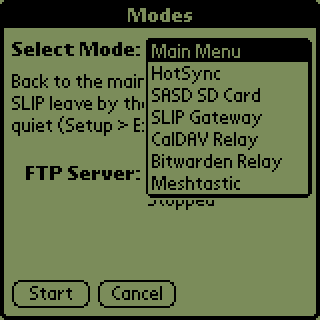 Modes
Select Mode:
Main Menu
HotSync
SASD SD Card
SLIP Gateway
CalDAV Relay
Bitwarden Relay
Meshtastic
Back to the main
SLIP leave by the
quiet (Setup >
FTP Server:
Stopped
Start
Cancel